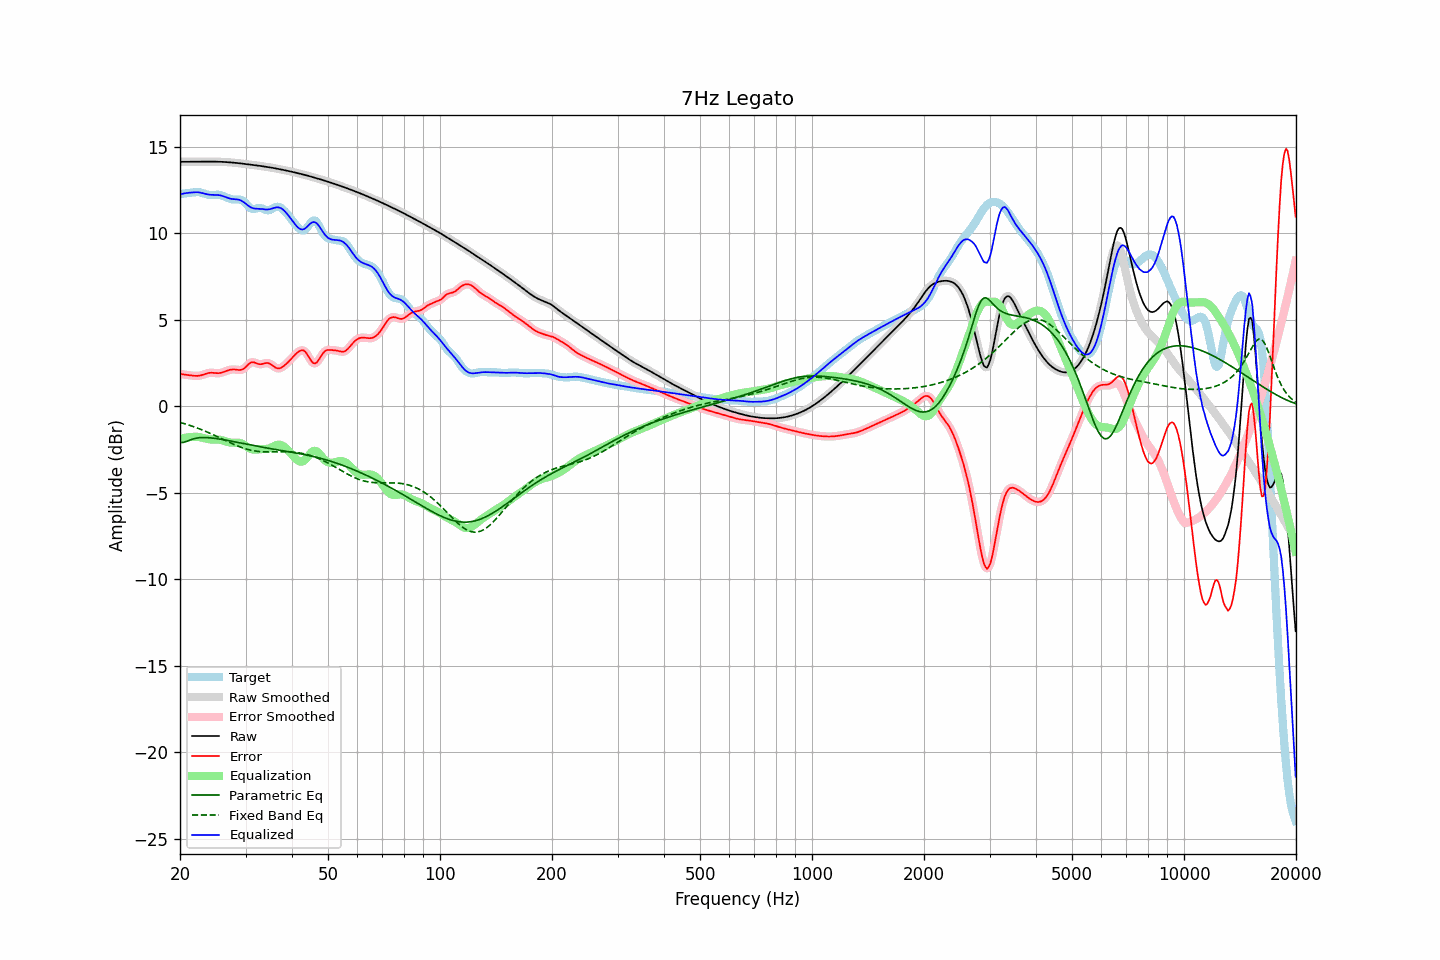 7Hz Legato
Amplitude (dBr)
15
10
5
0
−5
−10
−15
−20
−25
Target
Raw Smoothed
Error Smoothed
Raw
Error
Equalization
Parametric Eq
Fixed Band Eq
Equalized
20 50 100 200 500 1000 2000 5000 10000 20000
Frequency (Hz)